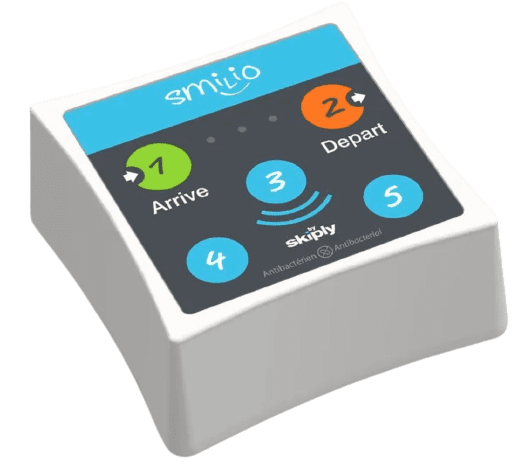 smilio
1
2
Arrive
Depart
3
4
5
by
skiply
Antibactérien Antibacterial